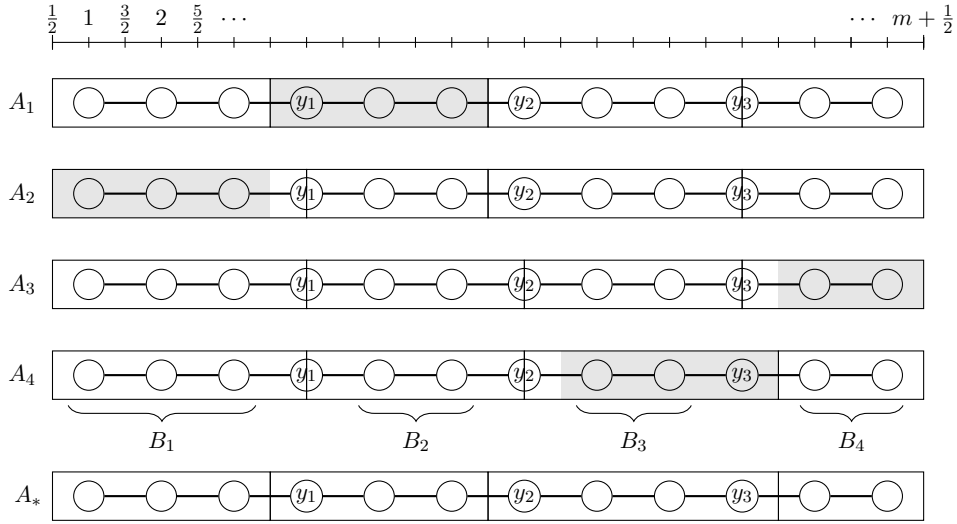 ½ 1 3/2 2 5/2 ⋯ ⋯ m + ½
A₁ y₁ y₂ y₃
A₂ y₁ y₂ y₃
A₃ y₁ y₂ y₃
A₄ y₁ y₂ y₃
B₁ B₂ B₃ B₄
A* y₁ y₂ y₃